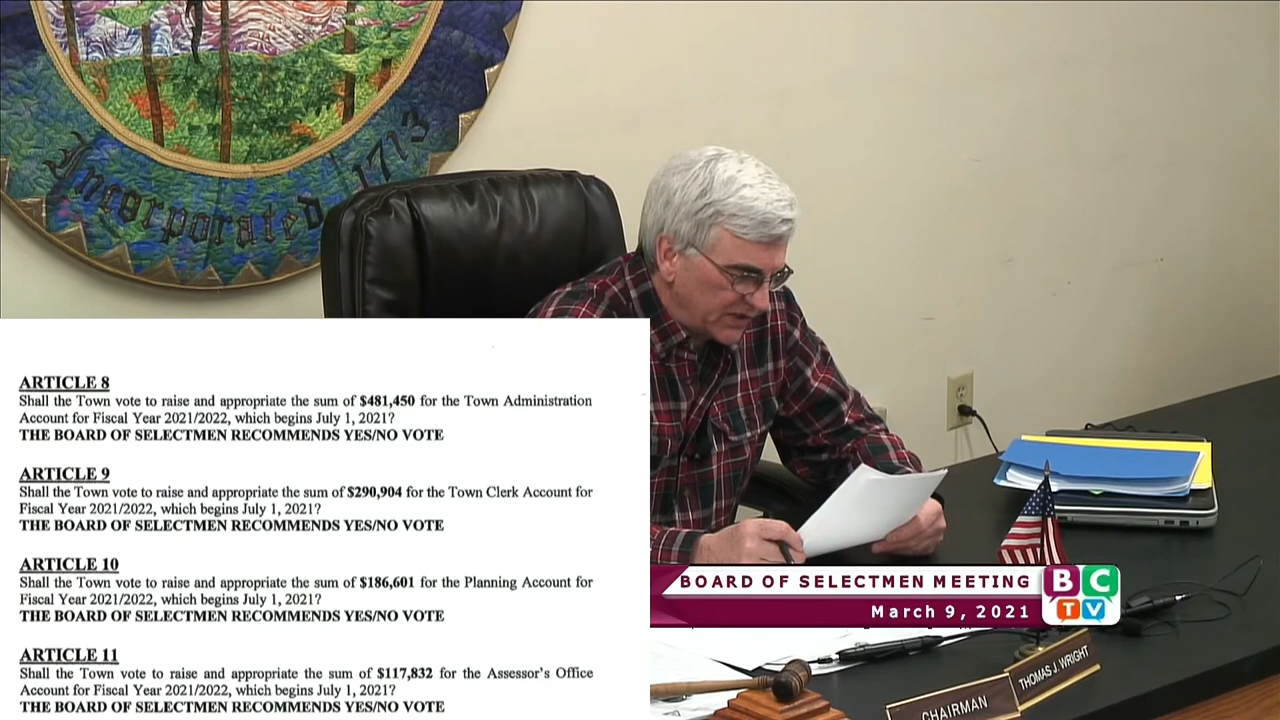 Incorporated 1713
ARTICLE 8
Shall the Town vote to raise and appropriate the sum of $481,450 for the Town Administration
Account for Fiscal Year 2021/2022, which begins July 1, 2021?
THE BOARD OF SELECTMEN RECOMMENDS YES/NO VOTE
ARTICLE 9
Shall the Town vote to raise and appropriate the sum of $290,904 for the Town Clerk Account for
Fiscal Year 2021/2022, which begins July 1, 2021?
THE BOARD OF SELECTMEN RECOMMENDS YES/NO VOTE
ARTICLE 10
Shall the Town vote to raise and appropriate the sum of $186,601 for the Planning Account for
Fiscal Year 2021/2022, which begins July 1, 2021?
THE BOARD OF SELECTMEN RECOMMENDS YES/NO VOTE
ARTICLE 11
Shall the Town vote to raise and appropriate the sum of $117,832 for the Assessor's Office
Account for Fiscal Year 2021/2022, which begins July 1, 2021?
THE BOARD OF SELECTMEN RECOMMENDS YES/NO VOTE
BOARD OF SELECTMEN MEETING
March 9, 2021
BC
TV
THOMAS J. WRIGHT
CHAIRMAN